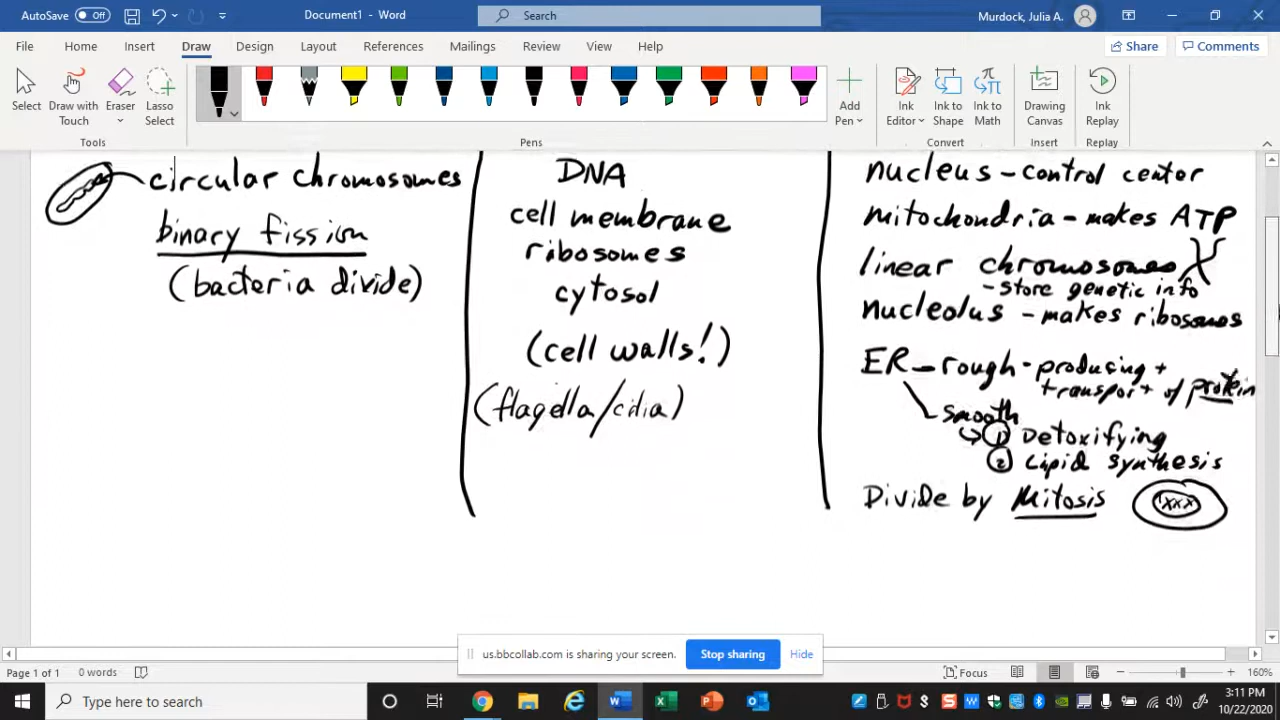 AutoSave Off
Document1 - Word
Search
Murdock, Julia A.
File Home Insert Draw Design Layout References Mailings Review View Help
Share Comments
Select Draw with Touch Eraser Lasso Select
Add Pen Ink Editor Ink to Shape Ink to Math Drawing Canvas Ink Replay
Tools Pens Convert Insert Replay
circular chromosomes
binary fission
(bacteria divide)
DNA
cell membrane
ribosomes
cytosol
(cell walls!)
(flagella/cilia)
nucleus - control center
mitochondria - makes ATP
linear chromosomes
- store genetic info
nucleolus - makes ribosomes
ER - rough - producing +
transport of protein
smooth
1 Detoxifying
2 Lipid synthesis
Divide by Mitosis
xxx
us.bbcollab.com is sharing your screen. Stop sharing Hide
Page 1 of 1 0 words Focus 160%
Type here to search
3:11 PM
10/22/2020